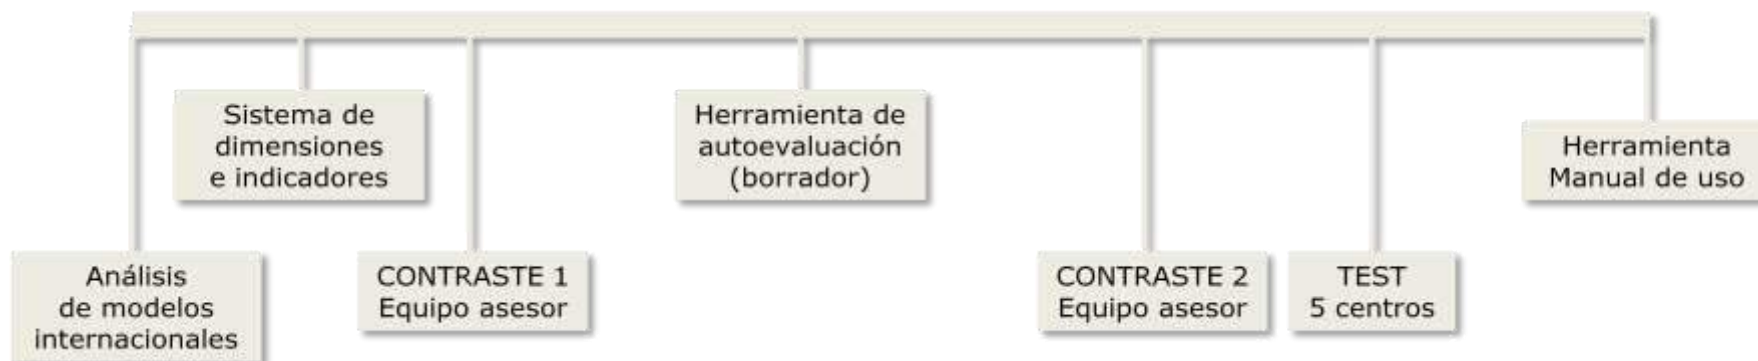 Análisis
de modelos
internacionales
Sistema de
dimensiones
e indicadores
CONTRASTE 1
Equipo asesor
Herramienta de
autoevaluación
(borrador)
CONTRASTE 2
Equipo asesor
TEST
5 centros
Herramienta
Manual de uso